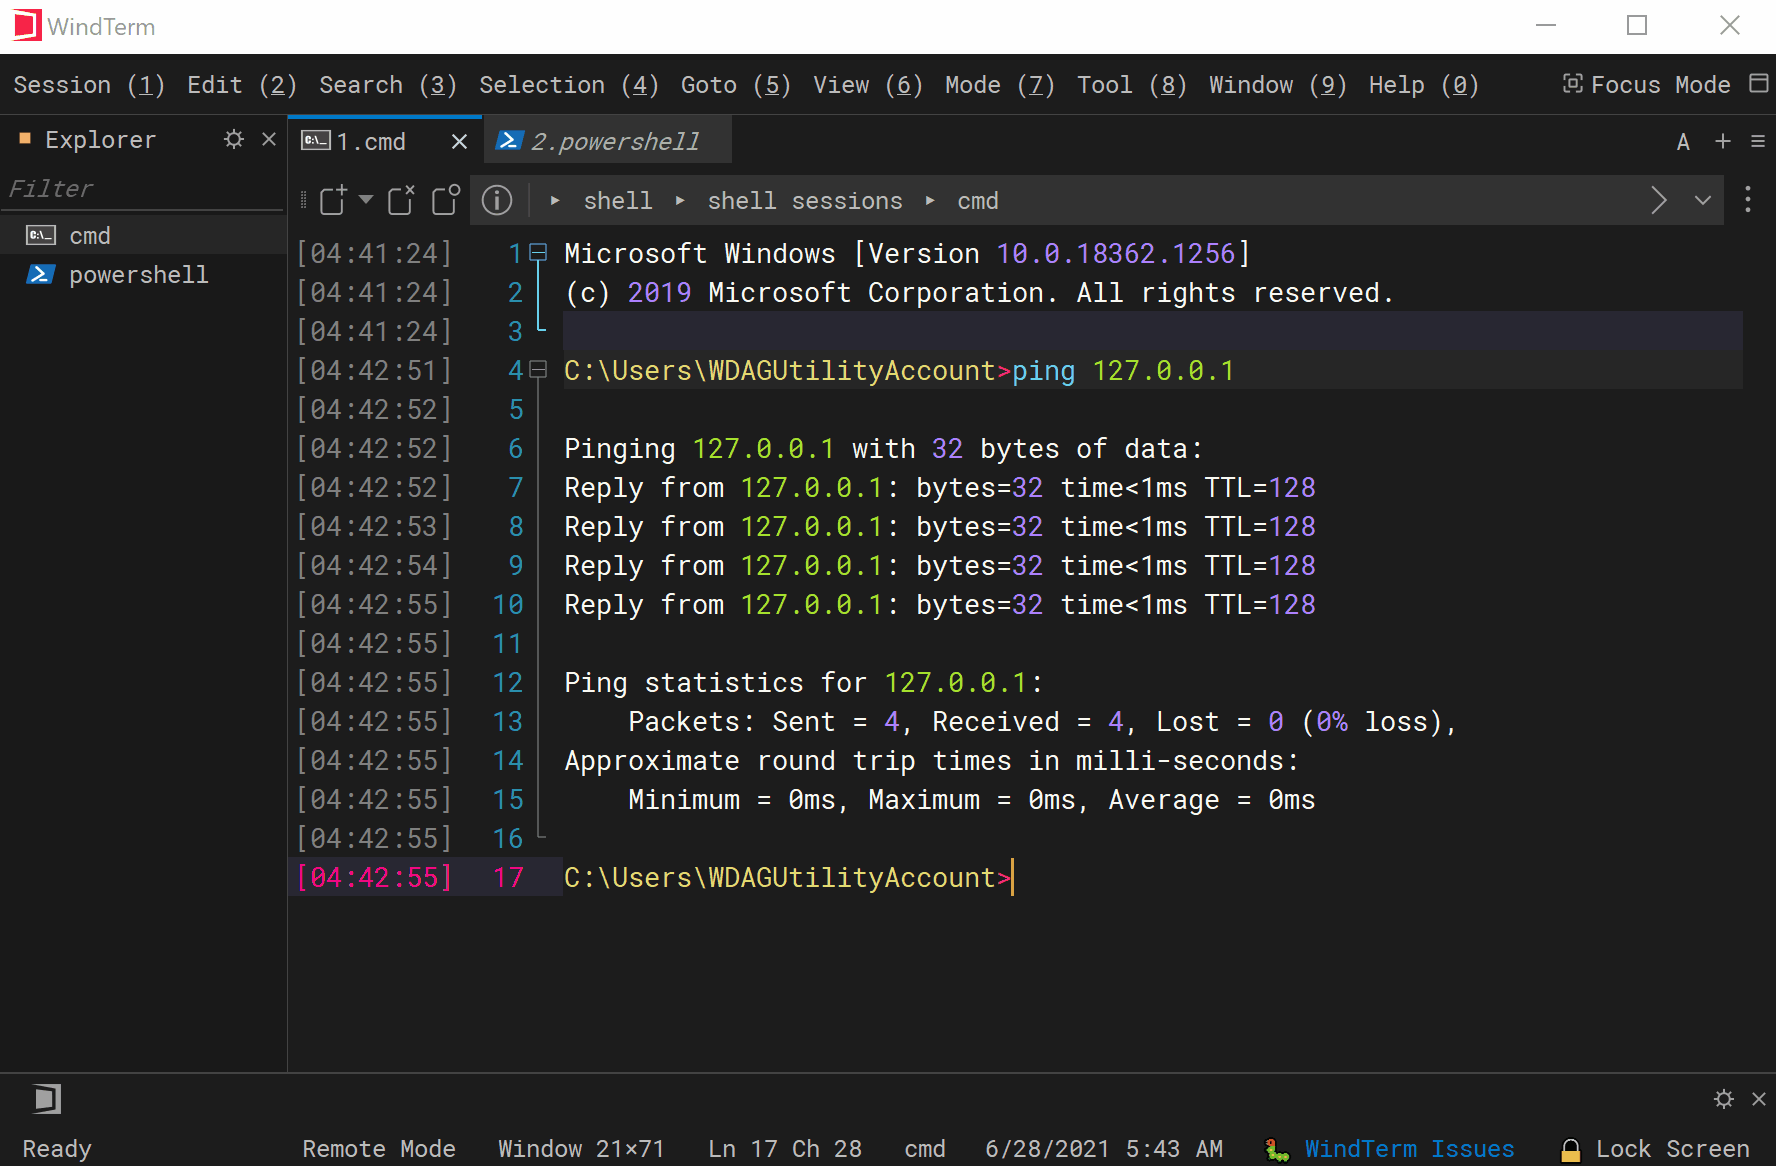 WindTerm
Session (1) Edit (2) Search (3) Selection (4) Goto (5) View (6) Mode (7) Tool (8) Window (9) Help (0) Focus Mode
Explorer
1.cmd 2.powershell A
Filter
shell shell sessions cmd
cmd
powershell
[04:41:24] 1 Microsoft Windows [Version 10.0.18362.1256]
[04:41:24] 2 (c) 2019 Microsoft Corporation. All rights reserved.
[04:41:24] 3
[04:42:51] 4 C:\Users\WDAGUtilityAccount>ping 127.0.0.1
[04:42:52] 5
[04:42:52] 6 Pinging 127.0.0.1 with 32 bytes of data:
[04:42:52] 7 Reply from 127.0.0.1: bytes=32 time<1ms TTL=128
[04:42:53] 8 Reply from 127.0.0.1: bytes=32 time<1ms TTL=128
[04:42:54] 9 Reply from 127.0.0.1: bytes=32 time<1ms TTL=128
[04:42:55] 10 Reply from 127.0.0.1: bytes=32 time<1ms TTL=128
[04:42:55] 11
[04:42:55] 12 Ping statistics for 127.0.0.1:
[04:42:55] 13 Packets: Sent = 4, Received = 4, Lost = 0 (0% loss),
[04:42:55] 14 Approximate round trip times in milli-seconds:
[04:42:55] 15 Minimum = 0ms, Maximum = 0ms, Average = 0ms
[04:42:55] 16
[04:42:55] 17 C:\Users\WDAGUtilityAccount>
Ready Remote Mode Window 21×71 Ln 17 Ch 28 cmd 6/28/2021 5:43 AM WindTerm Issues Lock Screen